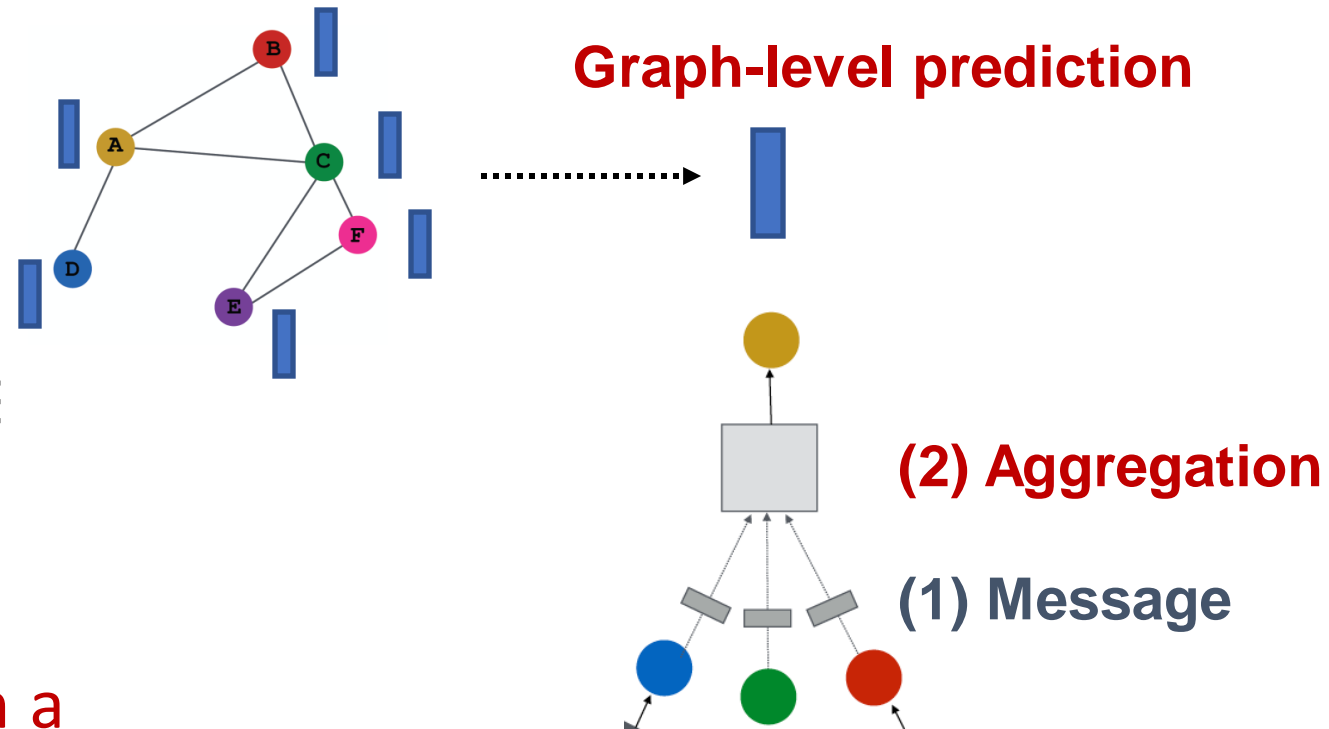 B
Graph-level prediction
A
C
F
D
E
(2) Aggregation
(1) Message
a